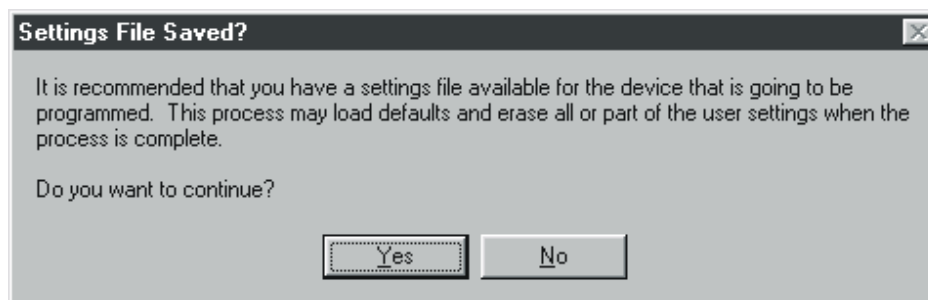 Settings File Saved?
It is recommended that you have a settings file available for the device that is going to be
programmed.  This process may load defaults and erase all or part of the user settings when the
process is complete.
Do you want to continue?
Yes
No